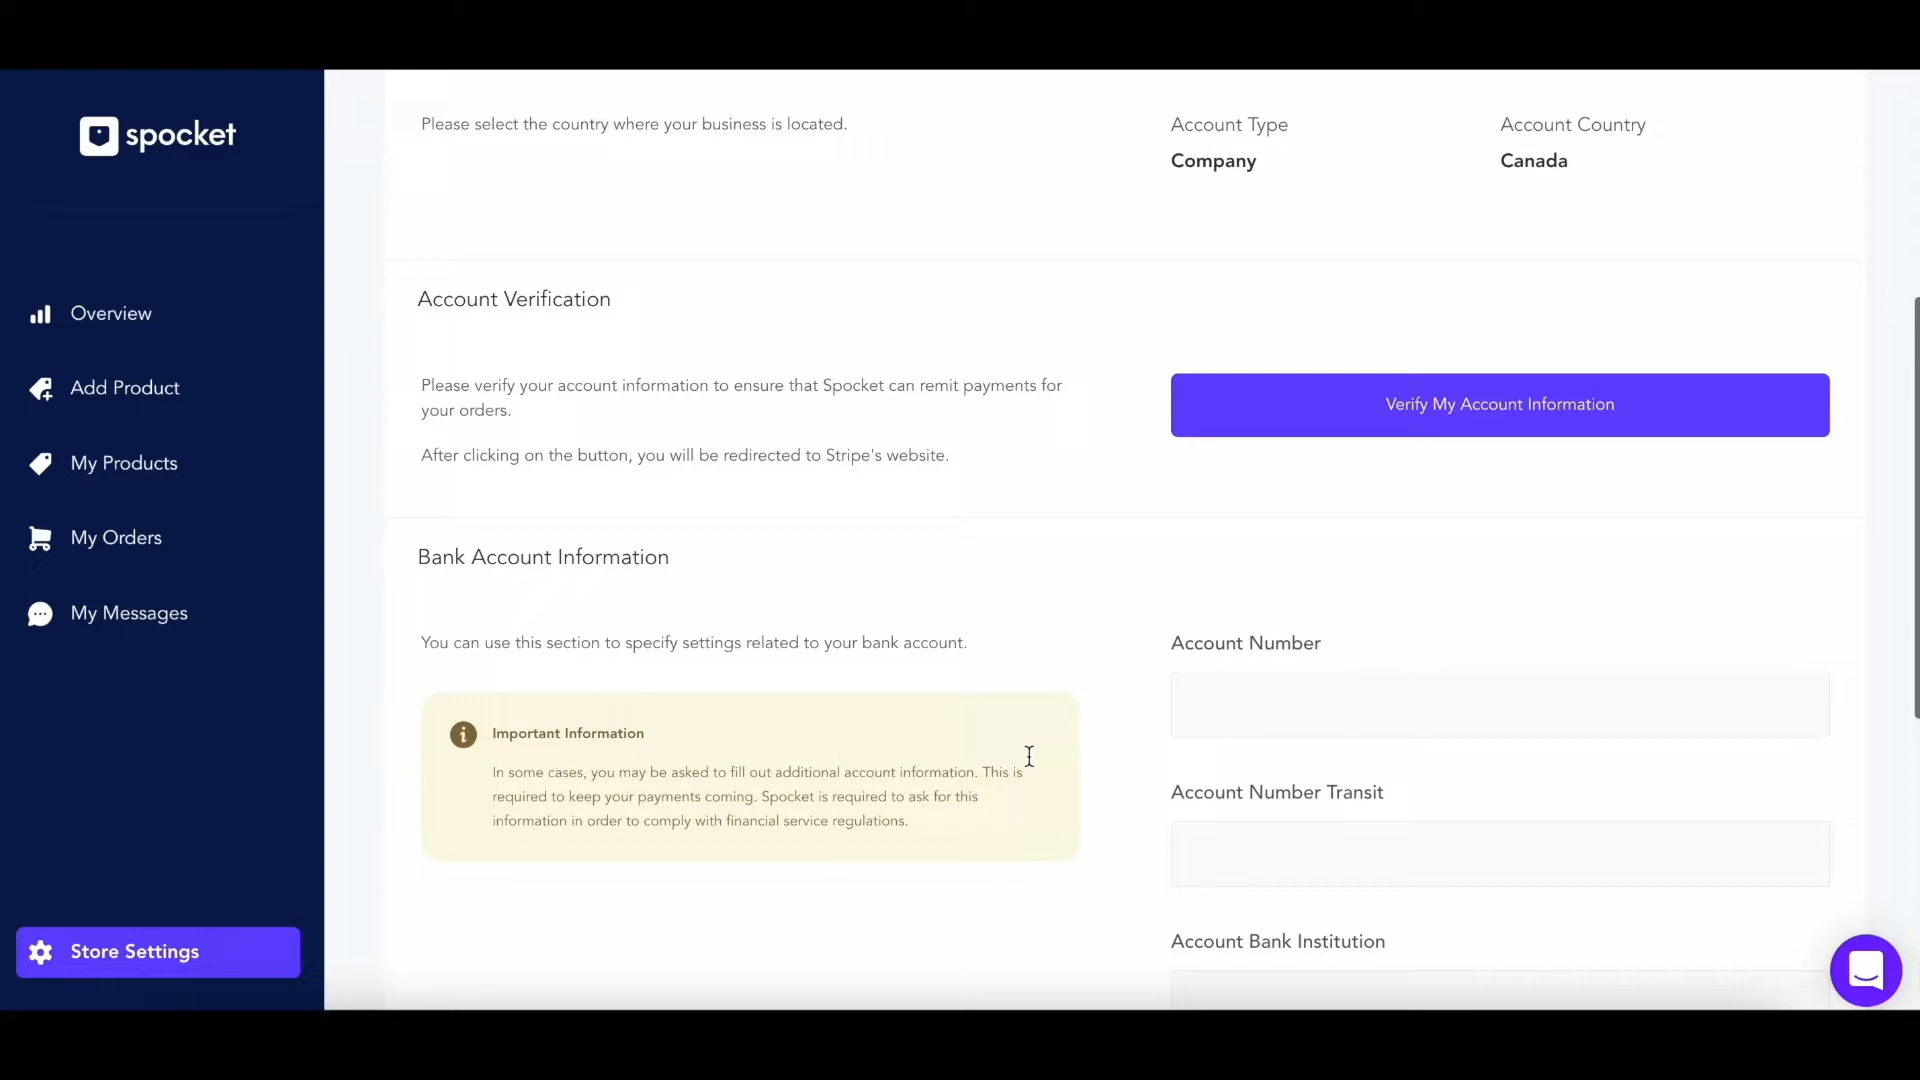 spocket
Overview
Add Product
My Products
My Orders
My Messages
Store Settings
Please select the country where your business is located.
Account Type
Company
Account Country
Canada
Account Verification
Please verify your account information to ensure that Spocket can remit payments for
your orders.
After clicking on the button, you will be redirected to Stripe's website.
Verify My Account Information
Bank Account Information
You can use this section to specify settings related to your bank account.
Important Information
In some cases, you may be asked to fill out additional account information. This is
required to keep your payments coming. Spocket is required to ask for this
information in order to comply with financial service regulations.
Account Number
Account Number Transit
Account Bank Institution